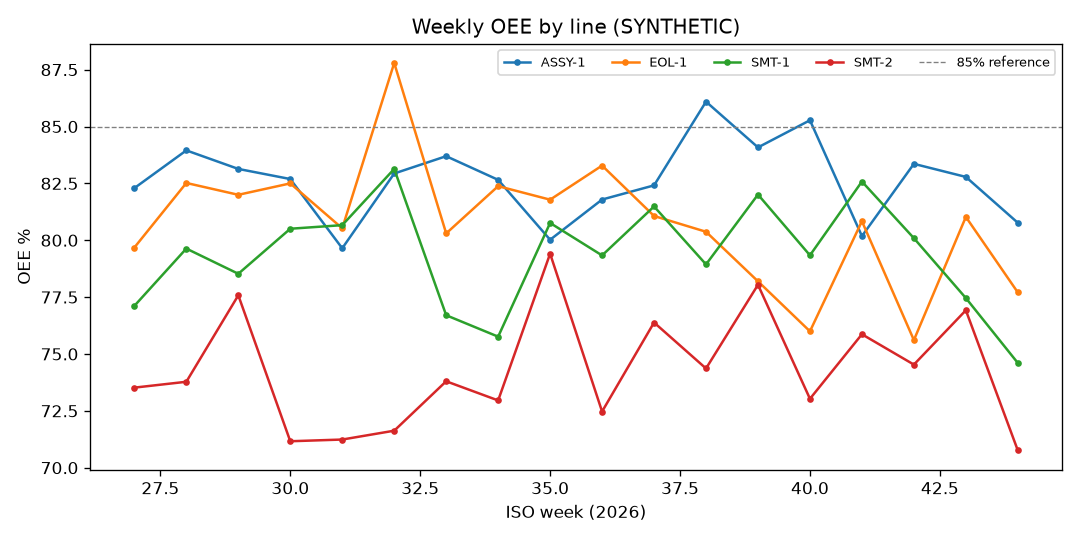 Weekly OEE by line (SYNTHETIC)
ASSY-1 EOL-1 SMT-1 SMT-2 85% reference
OEE %
87.5
85.0
82.5
80.0
77.5
75.0
72.5
70.0
27.5 30.0 32.5 35.0 37.5 40.0 42.5
ISO week (2026)